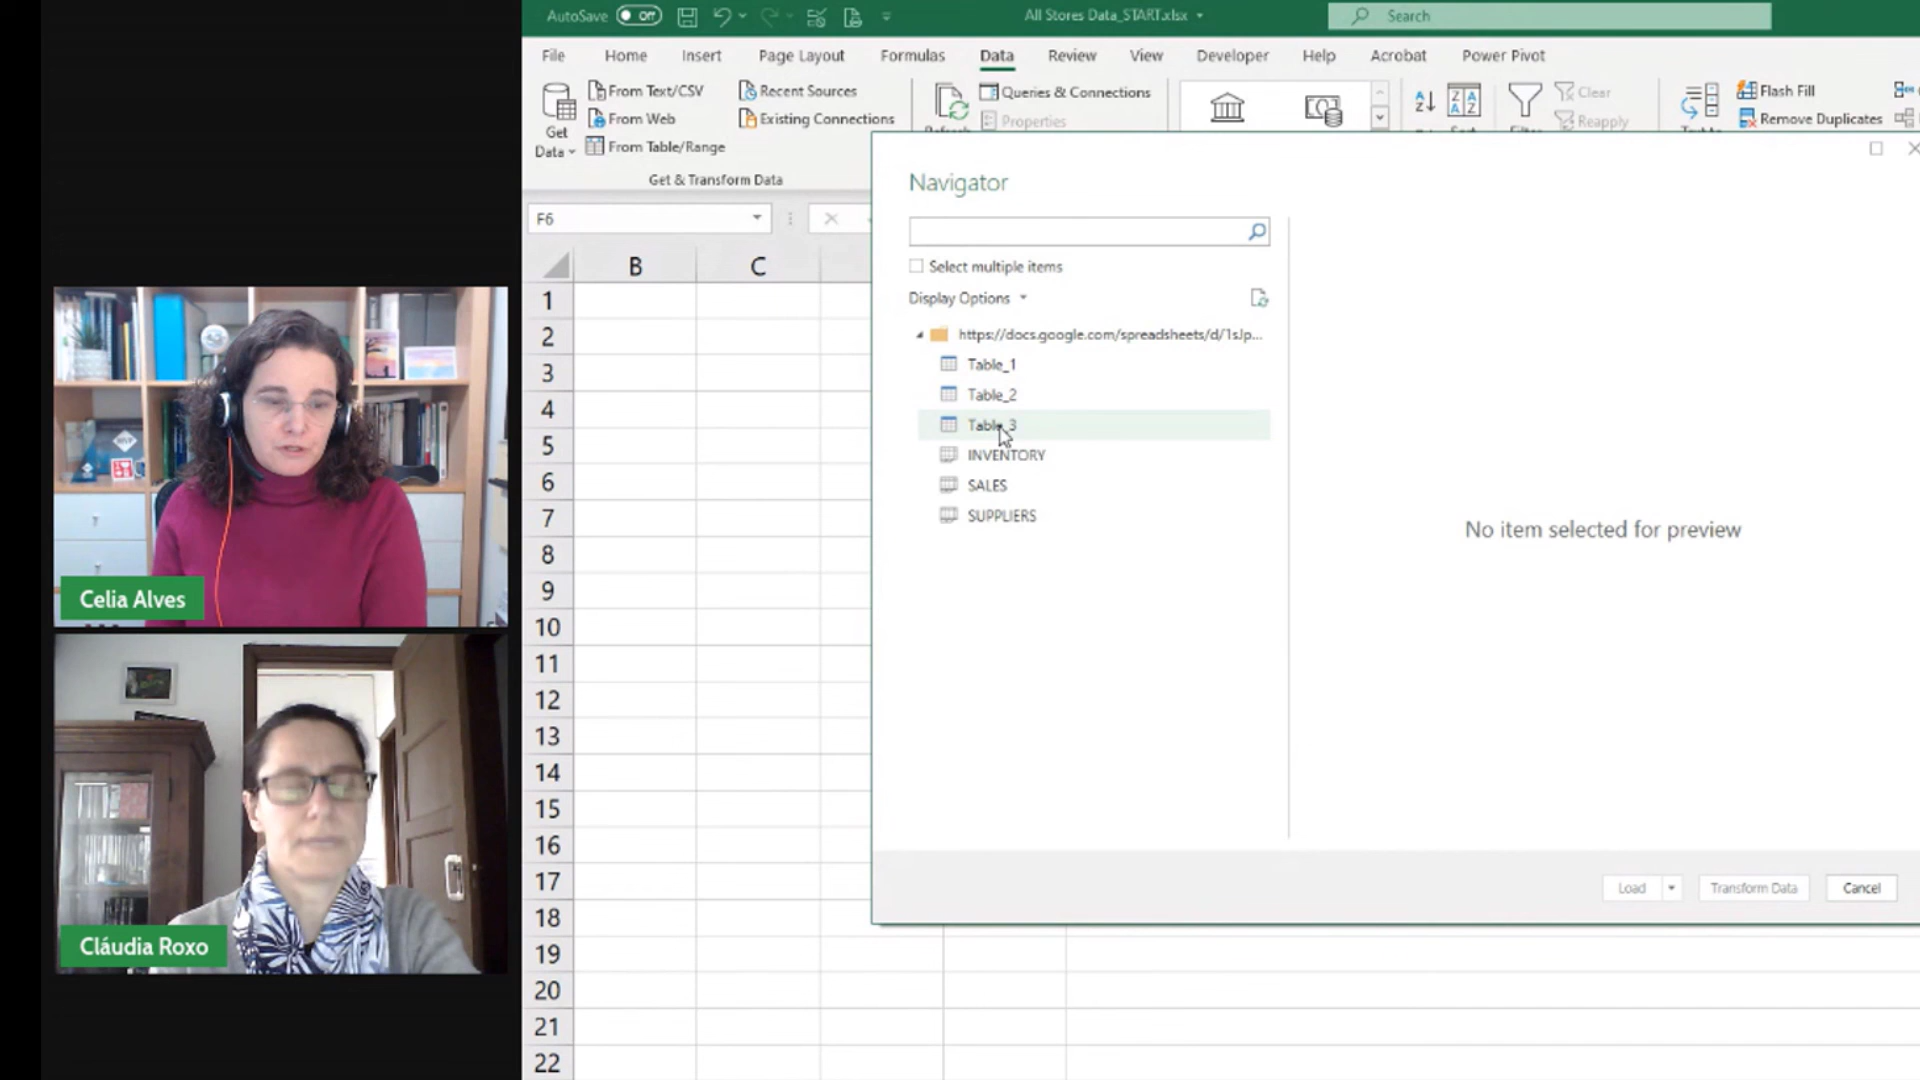 AutoSave Off
All Stores Data_START.xlsx
Search
File Home Insert Page Layout Formulas Data Review View Developer Help Acrobat Power Pivot
Get Data
From Text/CSV
From Web
From Table/Range
Recent Sources
Existing Connections
Get & Transform Data
Queries & Connections
Properties
Clear
Reapply
Flash Fill
Remove Duplicates
F6
B C
1
2
3
4
5
6
7
8
9
10
11
12
13
14
15
16
17
18
19
20
21
22
Navigator
Select multiple items
Display Options
https://docs.google.com/spreadsheets/d/1sJp...
Table_1
Table_2
Table_3
INVENTORY
SALES
SUPPLIERS
No item selected for preview
Load Transform Data Cancel
Celia Alves
Cláudia Roxo